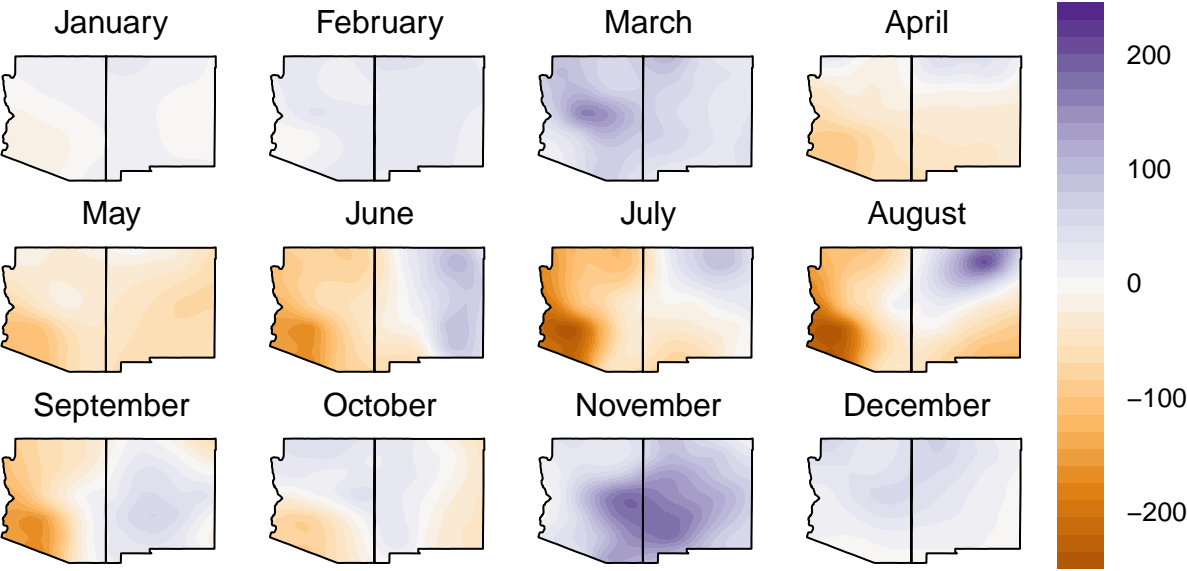 January
February
March
April
May
June
July
August
September
October
November
December
200
100
0
−100
−200